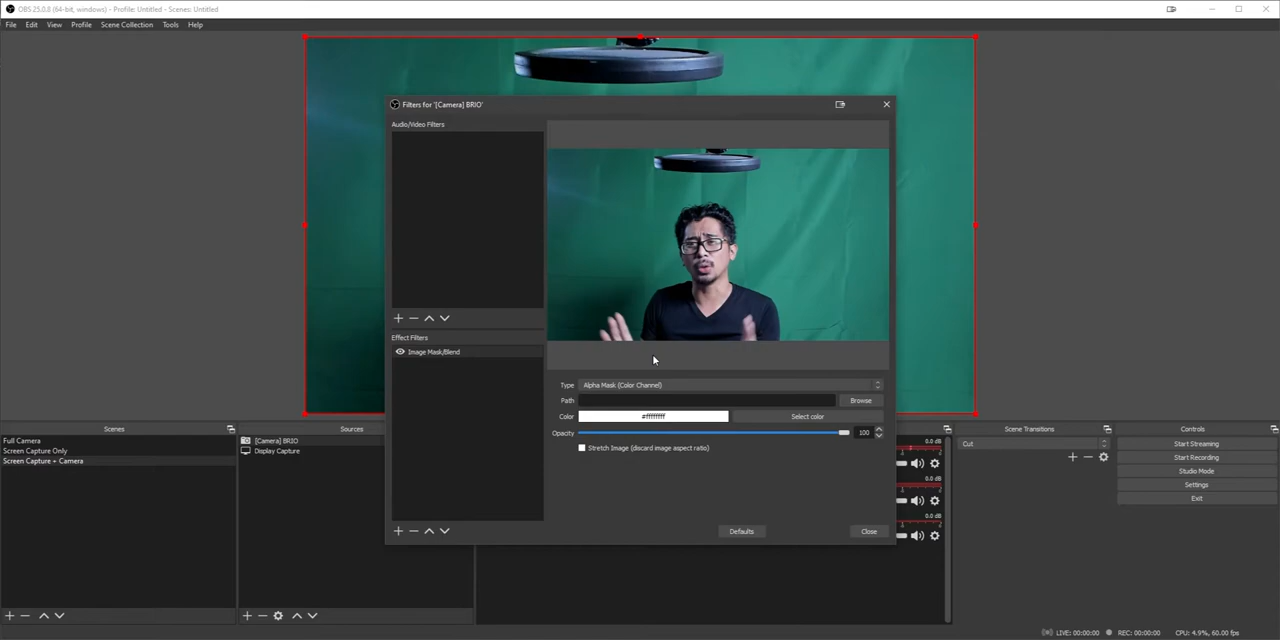 OBS 25.0.8 (64-bit, windows) - Profile: Untitled - Scenes: Untitled
File Edit View Profile Scene Collection Tools Help
Filters for '[Camera] BRIO'
Audio/Video Filters
Effect Filters
Image Mask/Blend
Type Alpha Mask (Color Channel)
Path Browse
Color #ffffffff Select color
Opacity 100
Stretch Image (discard image aspect ratio)
Defaults Close
Scenes
Full Camera
Screen Capture Only
Screen Capture + Camera
Sources
[Camera] BRIO
Display Capture
0.0 dB
0.0 dB
0.0 dB
Scene Transitions
Cut
Controls
Start Streaming
Start Recording
Studio Mode
Settings
Exit
LIVE: 00:00:00 REC: 00:00:00 CPU: 4.9%, 60.00 fps